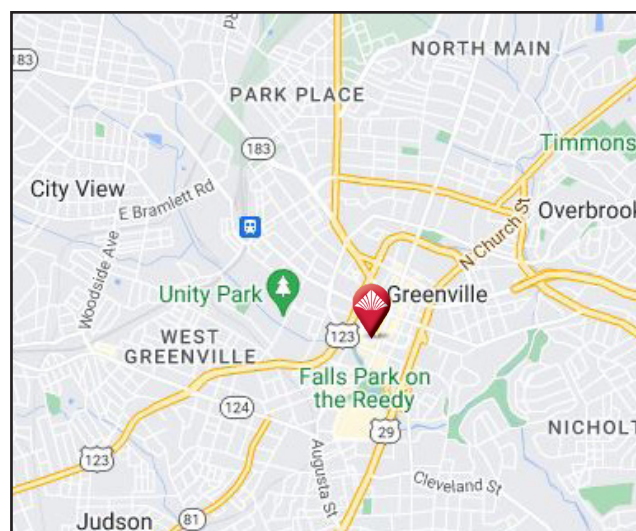 Rd
NORTH MAIN
183
PARK PLACE
Timmons
183
City View
E Bramlett Rd
Overbrook
N Church St
Woodside Ave
Unity Park
Greenville
WEST
GREENVILLE
123
Falls Park on
the Reedy
124
29
NICHOLT
123
Augusta St
Cleveland St
81
Judson